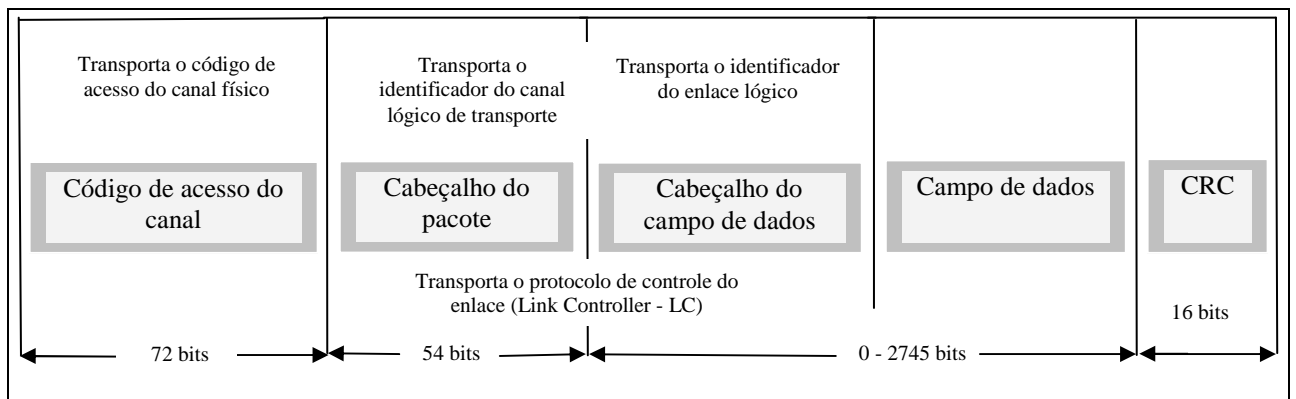 Transporta o código de
acesso do canal físico
Transporta o
identificador do canal
lógico de transporte
Transporta o identificador
do enlace lógico
Código de acesso do
canal
Cabeçalho do
pacote
Cabeçalho do
campo de dados
Campo de dados
CRC
Transporta o protocolo de controle do
enlace (Link Controller - LC)
16 bits
72 bits
54 bits
0 - 2745 bits